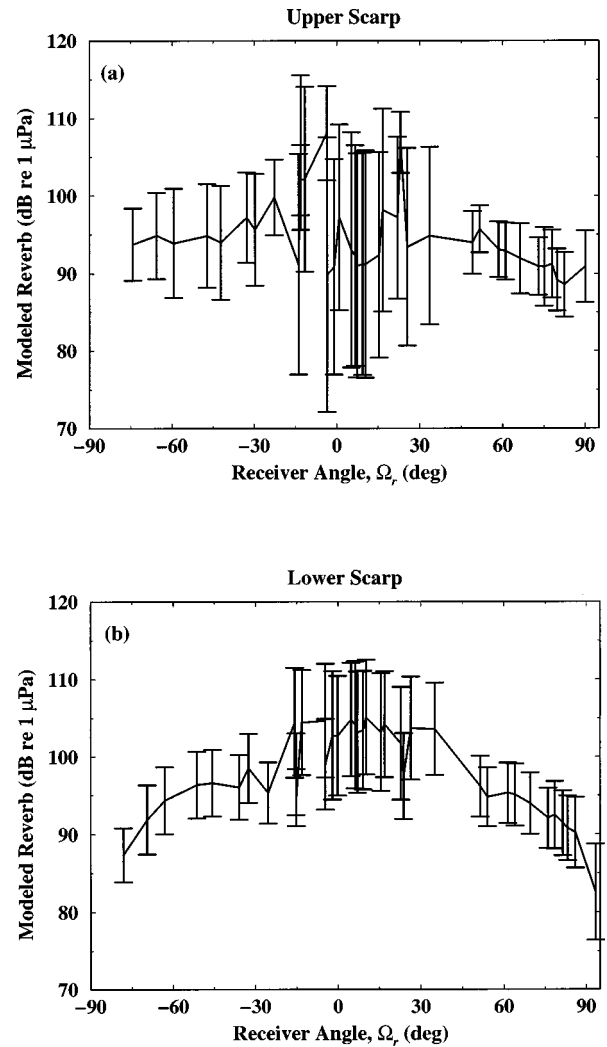 Upper Scarp
120
(a)
110
100
90
80
70
Modeled Reverb (dB re 1 μPa)
−90 −60 −30 0 30 60 90
Receiver Angle, Ωr (deg)
Lower Scarp
120
(b)
110
100
90
80
70
Modeled Reverb (dB re 1 μPa)
−90 −60 −30 0 30 60 90
Receiver Angle, Ωr (deg)